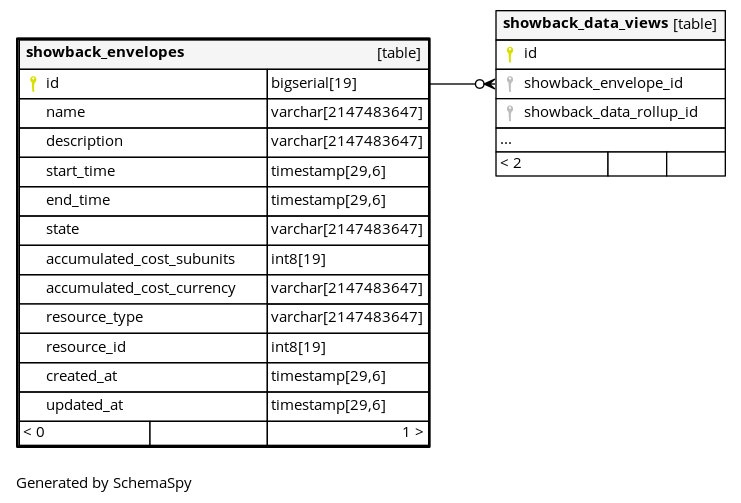 showback_envelopes [table]
id bigserial[19]
name varchar[2147483647]
description varchar[2147483647]
start_time timestamp[29,6]
end_time timestamp[29,6]
state varchar[2147483647]
accumulated_cost_subunits int8[19]
accumulated_cost_currency varchar[2147483647]
resource_type varchar[2147483647]
resource_id int8[19]
created_at timestamp[29,6]
updated_at timestamp[29,6]
< 0 1 >
showback_data_views [table]
id
showback_envelope_id
showback_data_rollup_id
...
< 2
Generated by SchemaSpy